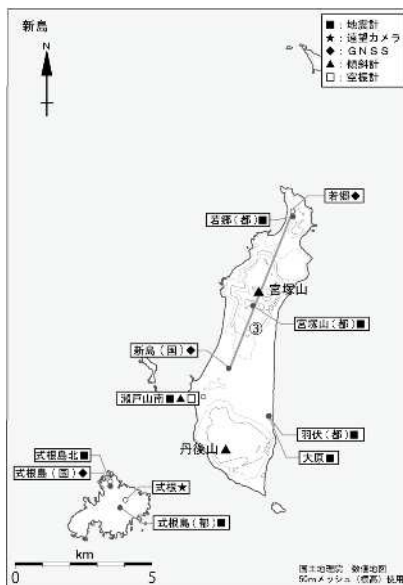 新島
■：地震計
★：遠望カメラ
◆：ＧＮＳＳ
▲：傾斜計
□：空振計
若郷◆
若郷（都）■
宮塚山
宮塚山（都）■
③
新島（国）◆
瀬戸山南■▲□
羽伏（都）■
丹後山
大原■
式根島北■
式根島（国）◆
式根★
式根島（都）■
km
0
5
国土地理院 数値地図
50mメッシュ（標高）使用